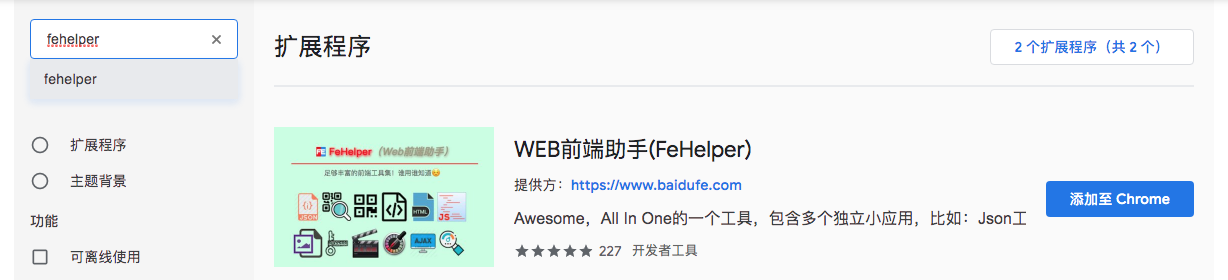 fehelper
fehelper
扩展程序
主题背景
功能
可离线使用
扩展程序
2 个扩展程序（共 2 个）
FE FeHelper（Web前端助手）
足够丰富的前端工具集！谁用谁知道
JSON
HTML
JS
AJAX
WEB前端助手(FeHelper)
提供方：https://www.baidufe.com
Awesome，All In One的一个工具，包含多个独立小应用，比如：Json工
227 开发者工具
添加至 Chrome